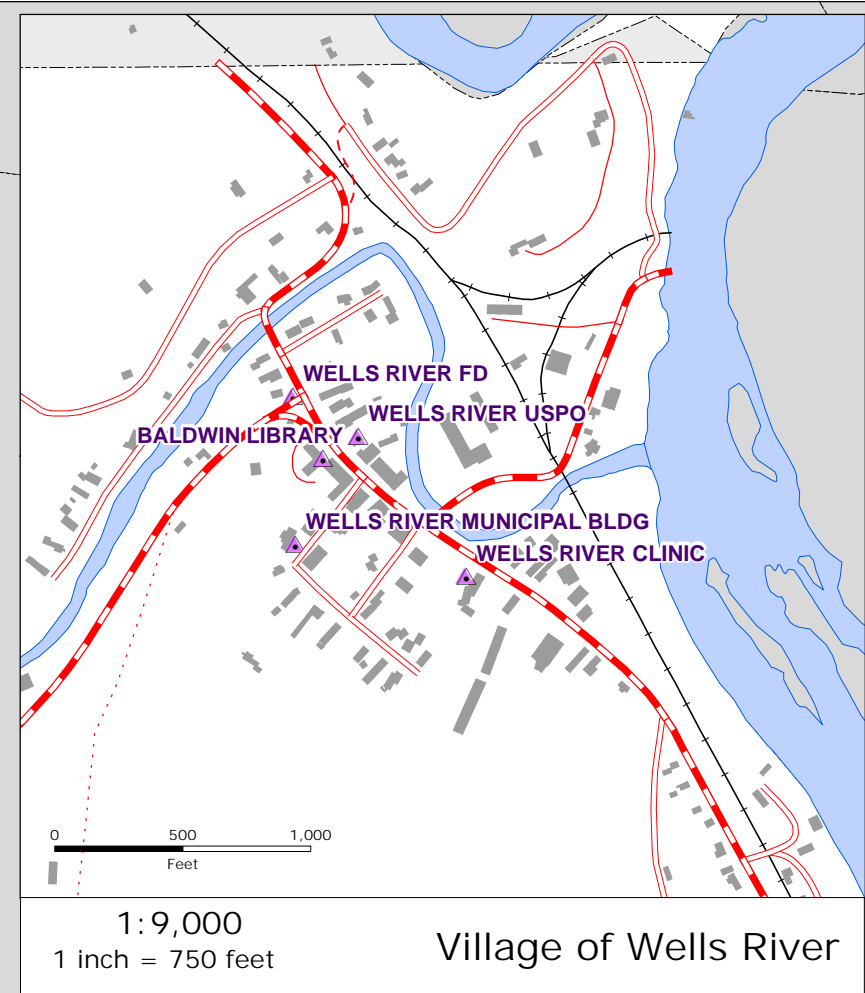 WELLS RIVER FD
WELLS RIVER USPO
BALDWIN LIBRARY
WELLS RIVER MUNICIPAL BLDG
WELLS RIVER CLINIC
0 500 1,000
Feet
1:9,000
1 inch = 750 feet
Village of Wells River